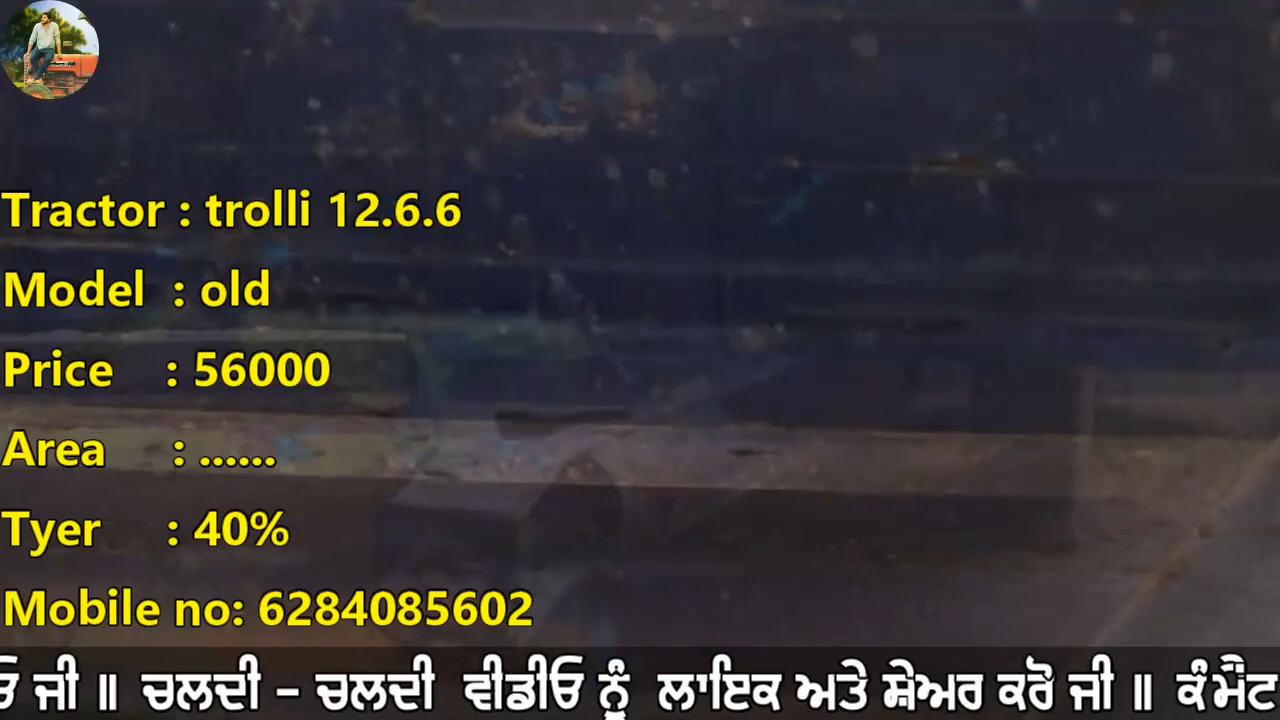 Tractor : trolli 12.6.6
Model : old
Price : 56000
Area : ......
Tyer : 40%
Mobile no: 6284085602
ਓ ਜੀ ॥ ਚਲਦੀ - ਚਲਦੀ ਵੀਡੀਓ ਨੂੰ ਲਾਇਕ ਅਤੇ ਸ਼ੇਅਰ ਕਰੋ ਜੀ ॥ ਕੰਮੈਟ